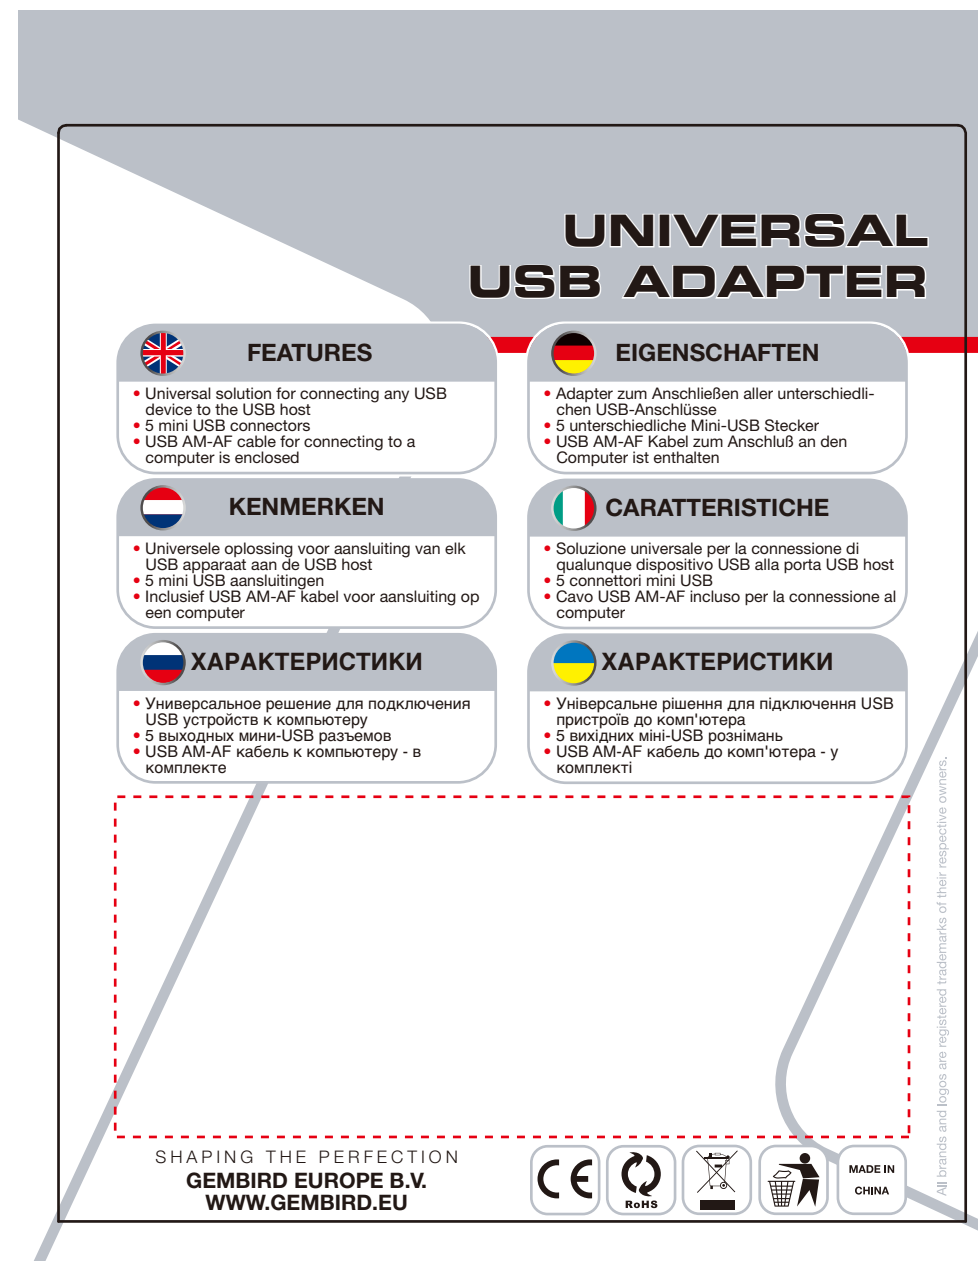 UNIVERSAL
USB ADAPTER
FEATURES
• Universal solution for connecting any USB
device to the USB host
• 5 mini USB connectors
• USB AM-AF cable for connecting to a
computer is enclosed
EIGENSCHAFTEN
• Adapter zum Anschließen aller unterschiedli-
chen USB-Anschlüsse
• 5 unterschiedliche Mini-USB Stecker
• USB AM-AF Kabel zum Anschluß an den
Computer ist enthalten
KENMERKEN
• Universele oplossing voor aansluiting van elk
USB apparaat aan de USB host
• 5 mini USB aansluitingen
• Inclusief USB AM-AF kabel voor aansluiting op
een computer
CARATTERISTICHE
• Soluzione universale per la connessione di
qualunque dispositivo USB alla porta USB host
• 5 connettori mini USB
• Cavo USB AM-AF incluso per la connessione al
computer
ХАРАКТЕРИСТИКИ
• Универсальное решение для подключения
USB устройств к компьютеру
• 5 выходных мини-USB разъемов
• USB AM-AF кабель к компьютеру - в
комплекте
ХАРАКТЕРИСТИКИ
• Універсальне рішення для підключення USB
пристроїв до комп'ютера
• 5 вихідних міні-USB рознімань
• USB AM-AF кабель до комп'ютера - у
комплекті
All brands and logos are registered trademarks of their respective owners.
SHAPING THE PERFECTION
GEMBIRD EUROPE B.V.
WWW.GEMBIRD.EU
CE
RoHS
MADE IN
CHINA